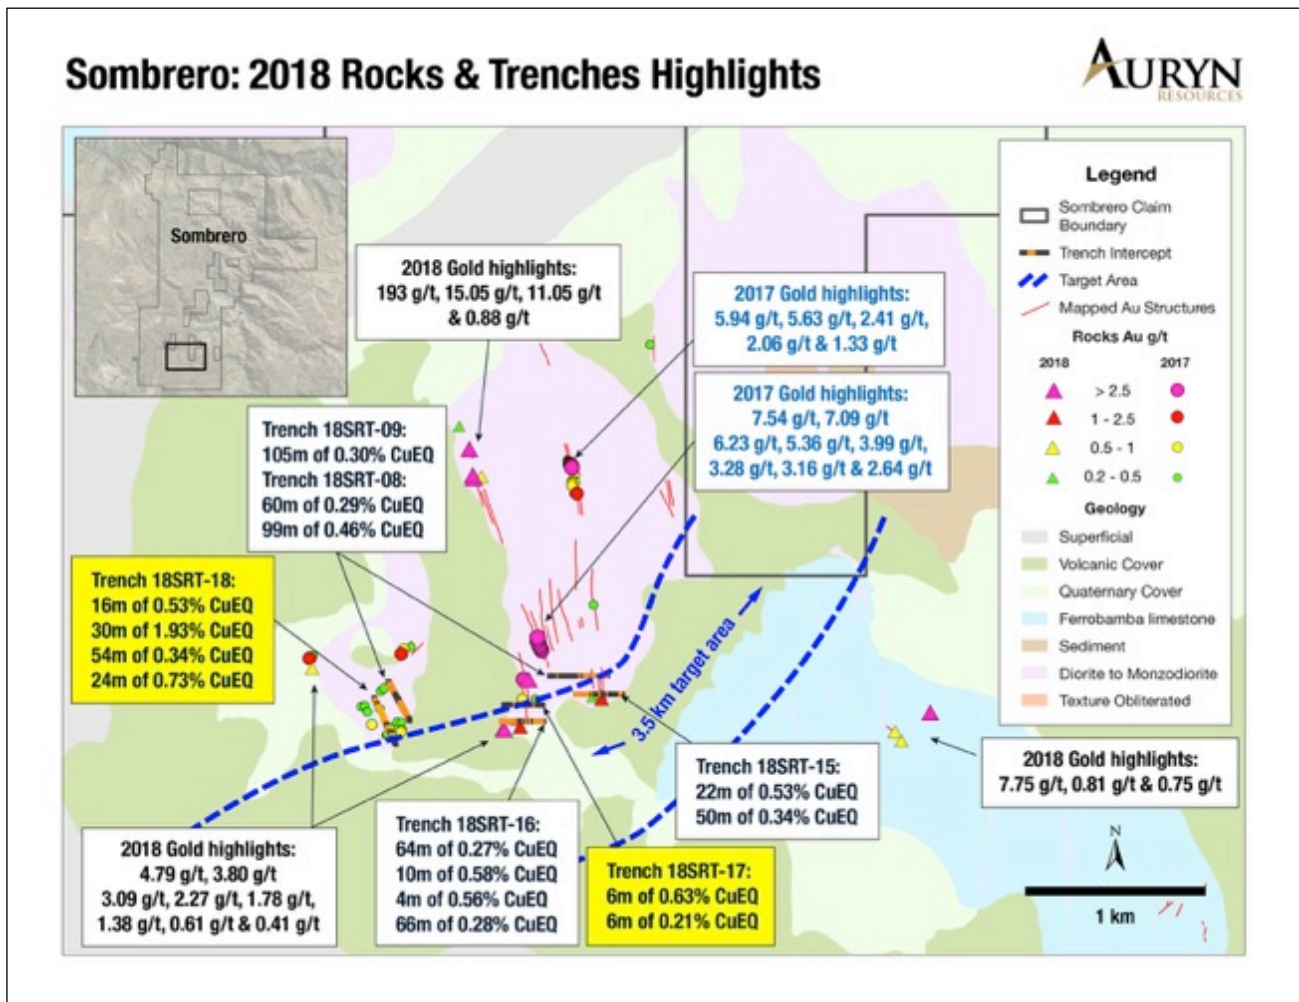 Sombrero: 2018 Rocks & Trenches Highlights
AURYN
RESOURCES
Sombrero
2018 Gold highlights:
193 g/t, 15.05 g/t, 11.05 g/t
& 0.88 g/t
2017 Gold highlights:
5.94 g/t, 5.63 g/t, 2.41 g/t,
2.06 g/t & 1.33 g/t
2017 Gold highlights:
7.54 g/t, 7.09 g/t
6.23 g/t, 5.36 g/t, 3.99 g/t,
3.28 g/t, 3.16 g/t & 2.64 g/t
Trench 18SRT-09:
105m of 0.30% CuEQ
Trench 18SRT-08:
60m of 0.29% CuEQ
99m of 0.46% CuEQ
Trench 18SRT-18:
16m of 0.53% CuEQ
30m of 1.93% CuEQ
54m of 0.34% CuEQ
24m of 0.73% CuEQ
3.5 km target area
2018 Gold highlights:
4.79 g/t, 3.80 g/t
3.09 g/t, 2.27 g/t, 1.78 g/t,
1.38 g/t, 0.61 g/t & 0.41 g/t
Trench 18SRT-16:
64m of 0.27% CuEQ
10m of 0.58% CuEQ
4m of 0.56% CuEQ
66m of 0.28% CuEQ
Trench 18SRT-17:
6m of 0.63% CuEQ
6m of 0.21% CuEQ
Trench 18SRT-15:
22m of 0.53% CuEQ
50m of 0.34% CuEQ
2018 Gold highlights:
7.75 g/t, 0.81 g/t & 0.75 g/t
Legend
Sombrero Claim
Boundary
Trench Intercept
Target Area
Mapped Au Structures
Rocks Au g/t
2018 2017
> 2.5
1 - 2.5
0.5 - 1
0.2 - 0.5
Geology
Superficial
Volcanic Cover
Quaternary Cover
Ferrobamba limestone
Sediment
Diorite to Monzodiorite
Texture Obliterated
N
1 km